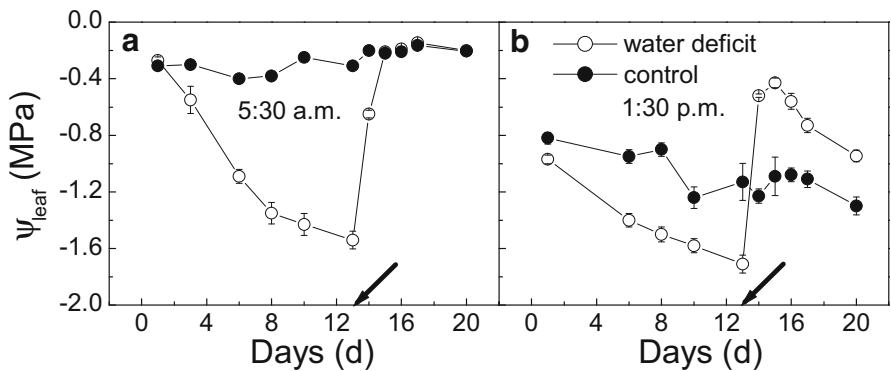 a
5:30 a.m.
b
water deficit
control
1:30 p.m.
Ψleaf (MPa)
0.0
-0.4
-0.8
-1.2
-1.6
-2.0
0 4 8 12 16 20
0 4 8 12 16 20
Days (d)
Days (d)